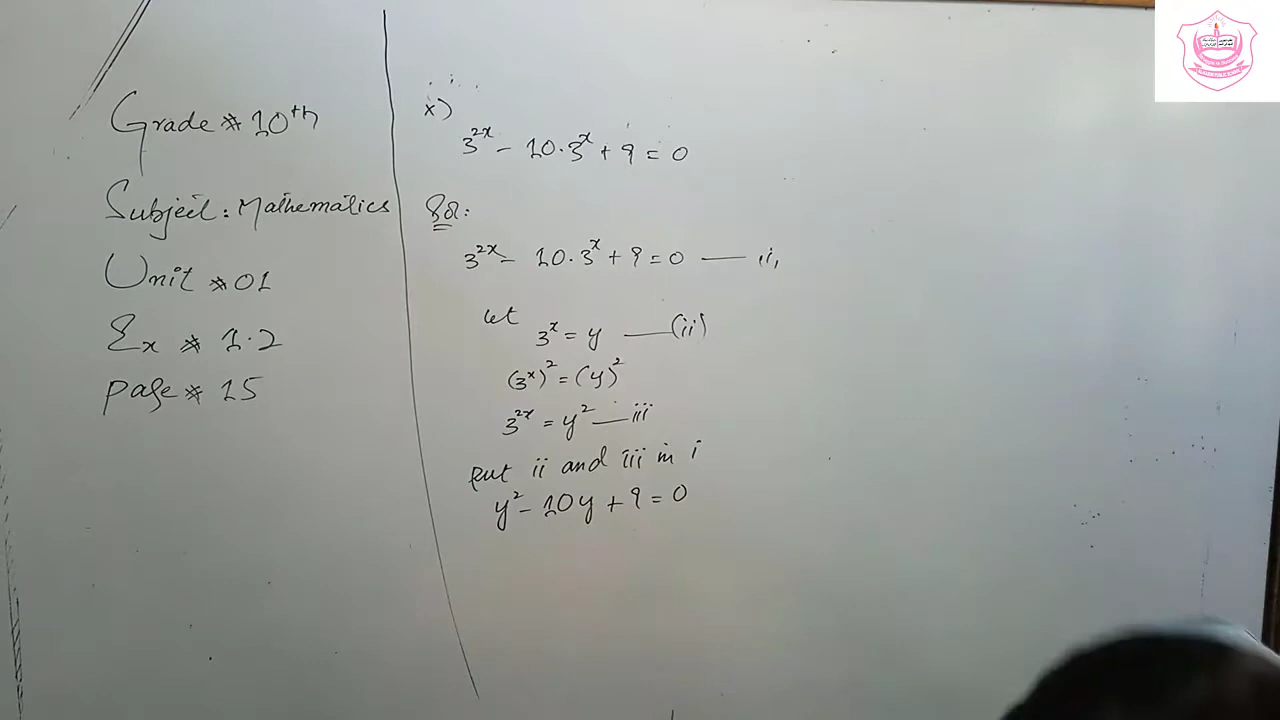 Grade # 10th
Subject: Mathematics
Unit # 01
Ex # 1.2
Page # 15
x)
3^{2x} - 10·3^x + 9 = 0
Sol:
3^{2x} - 10·3^x + 9 = 0 — (i)
Let 3^x = y — (ii)
(3^x)^2 = (y)^2
3^{2x} = y^2 — iii
Put ii and iii in i
y^2 - 10y + 9 = 0